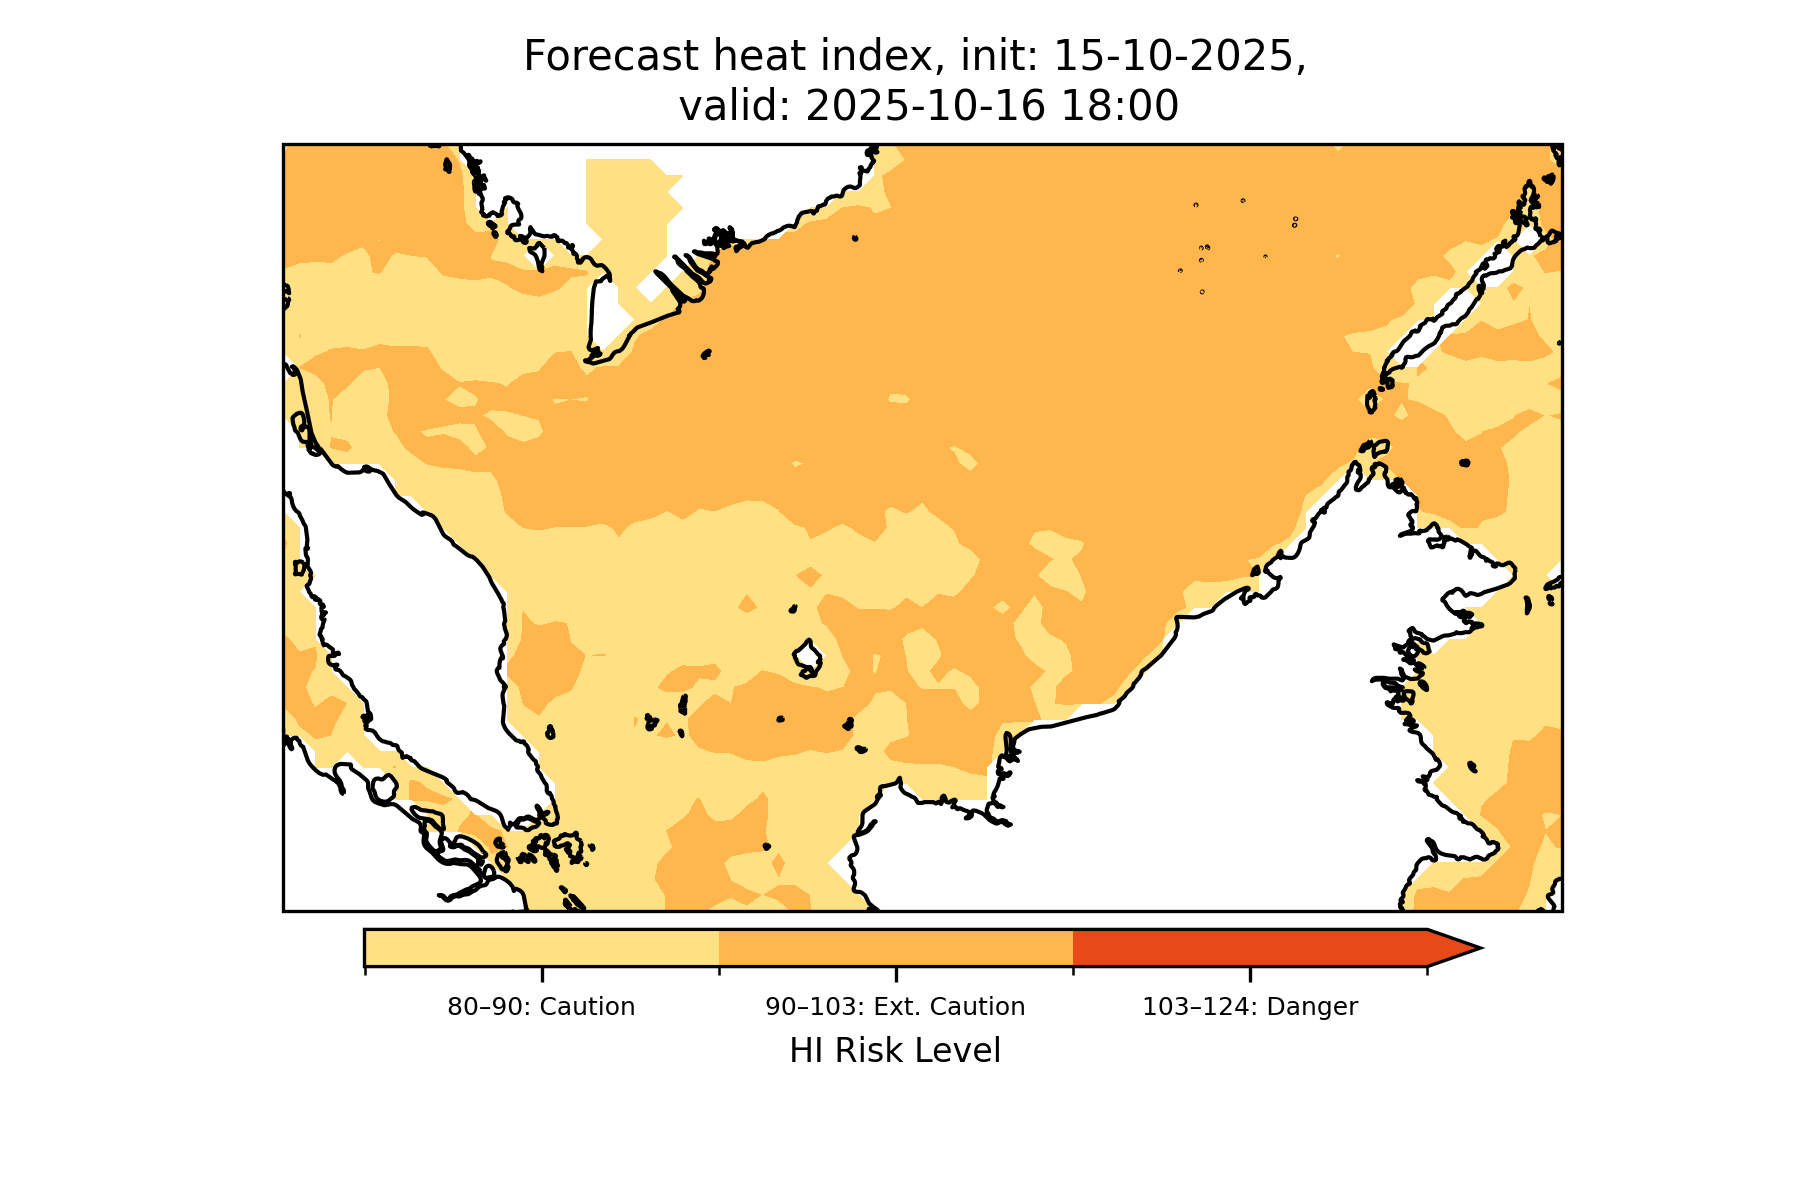 Forecast heat index, init: 15-10-2025,
valid: 2025-10-16 18:00
80–90: Caution
90–103: Ext. Caution
103–124: Danger
HI Risk Level